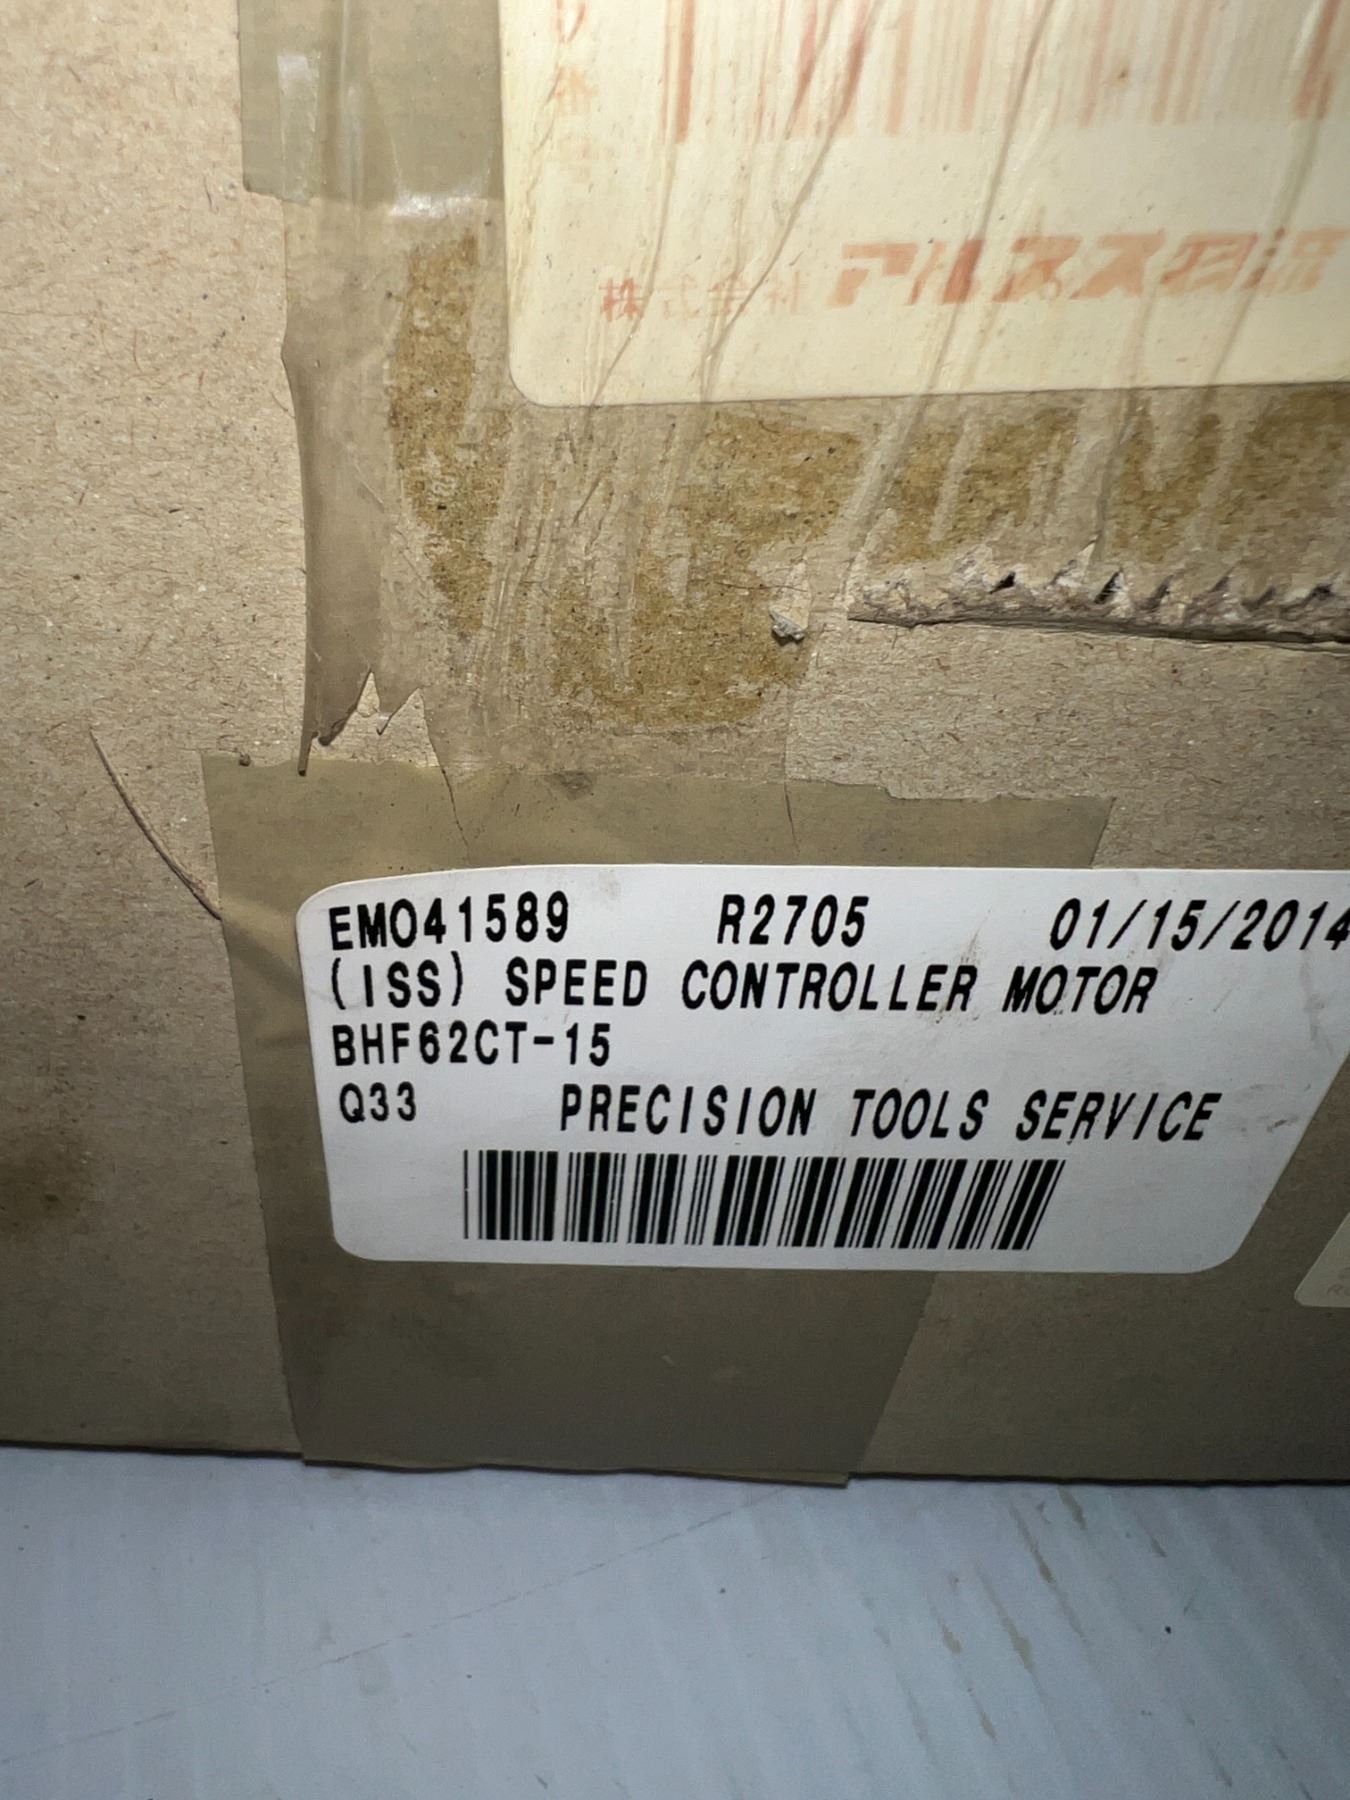 株式会社
EM041589 R2705 01/15/2014
(ISS) SPEED CONTROLLER MOTOR
BHF62CT-15
Q33 PRECISION TOOLS SERVICE